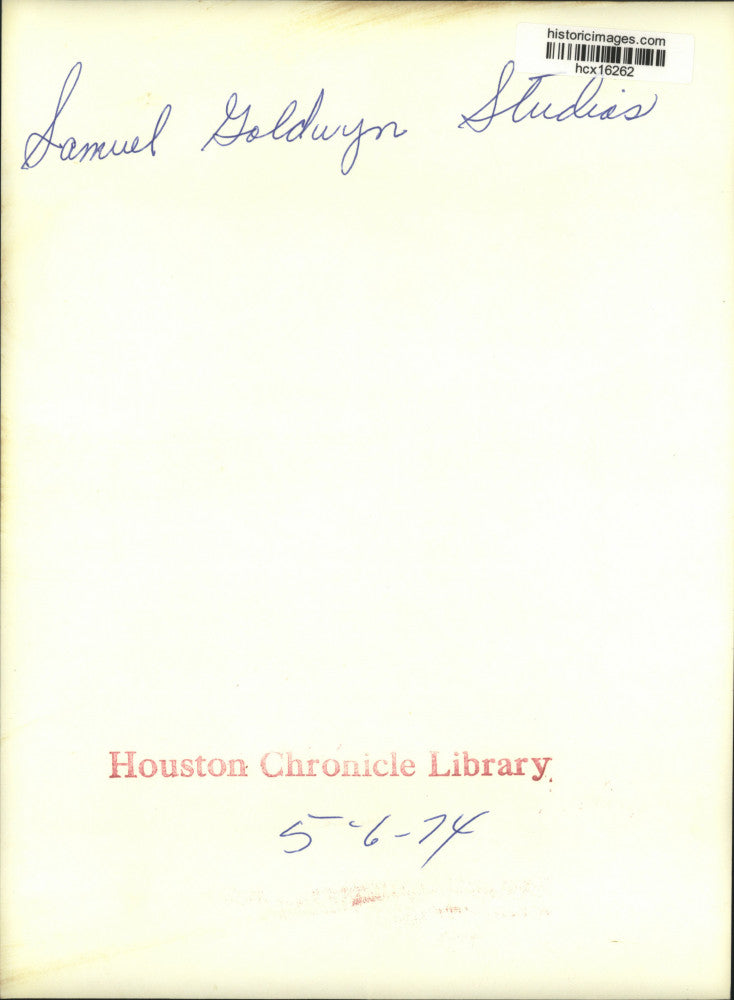 historicimages.com
hcx16262
Samuel Goldwyn Studios
Houston Chronicle Library
5-6-74